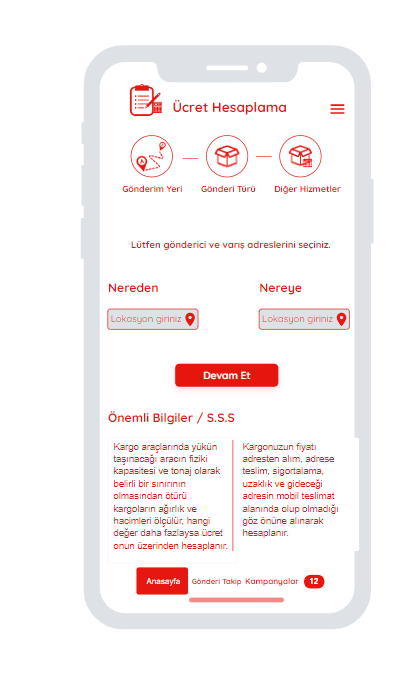 Ücret Hesaplama
Gönderim Yeri
Gönderi Türü
Diğer Hizmetler
Lütfen gönderici ve varış adreslerini seçiniz.
Nereden
Nereye
Lokasyon giriniz
Lokasyon giriniz
Devam Et
Önemli Bilgiler / S.S.S
Kargo araçlarında yükün
taşınacağı aracın fiziki
kapasitesi ve tonaj olarak
belirli bir sınırının
olmasından ötürü
kargoların ağırlık ve
hacimleri ölçülür, hangi
değer daha fazlaysa ücret
onun üzerinden hesaplanır.
Kargonuzun fiyatı
adresten alım, adrese
teslim, sigortalama,
uzaklık ve gideceği
adresin mobil teslimat
alanında olup olmadığı
göz önüne alınarak
hesaplanır.
Anasayfa
Gönderi Takip
Kampanyalar
12